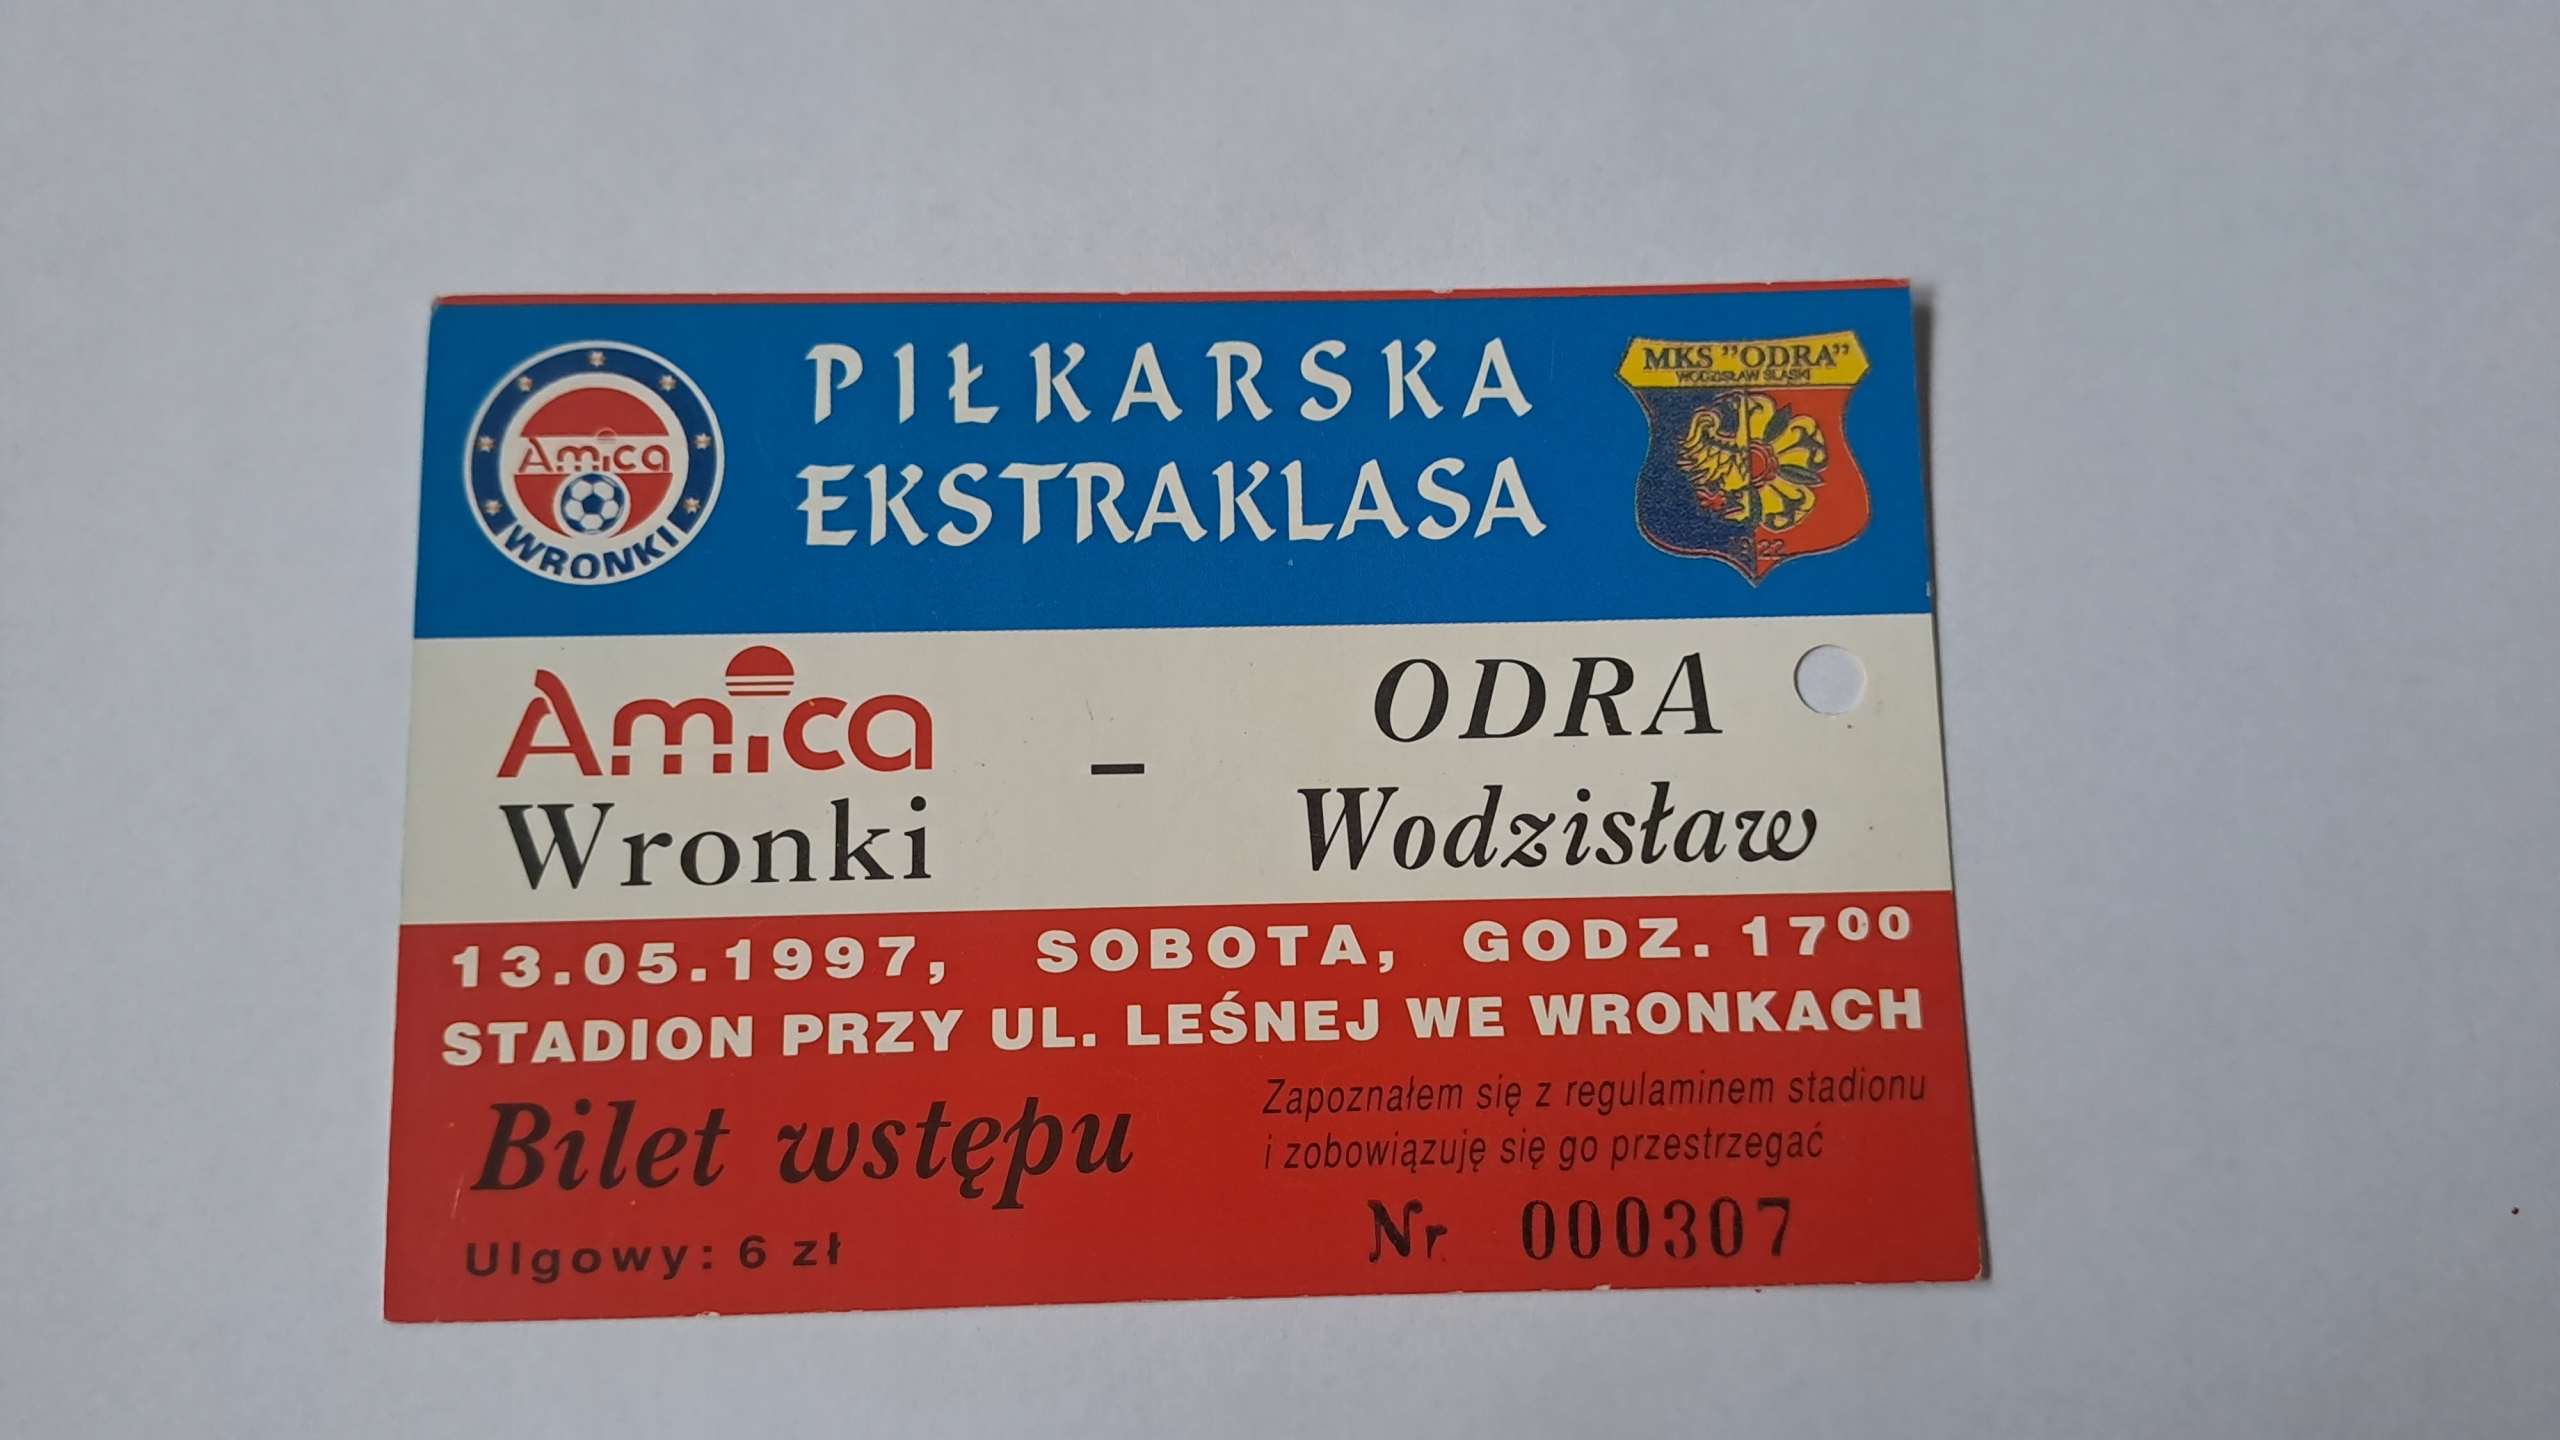 PIŁKARSKA
EKSTRAKLASA
Amica
WRONKI
MKS "ODRA"
WODZISŁAW ŚLĄSKI
1922
Amica
Wronki
-
ODRA
Wodzisław
13.05.1997, SOBOTA, GODZ. 17⁰⁰
STADION PRZY UL. LEŚNEJ WE WRONKACH
Bilet wstępu
Zapoznałem się z regulaminem stadionu
i zobowiązuję się go przestrzegać
Ulgowy: 6 zł
Nr 000307